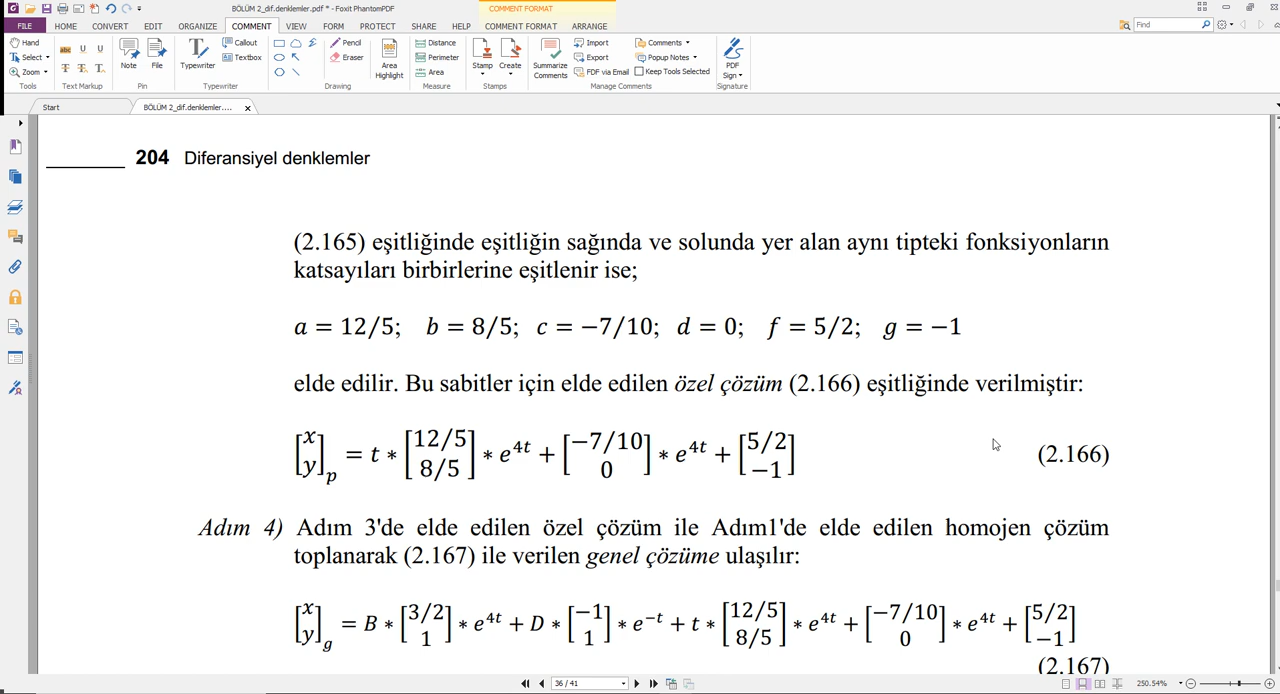 BÖLÜM 2_dif.denklemler.pdf * - Foxit PhantomPDF
COMMENT FORMAT
FILE HOME CONVERT EDIT ORGANIZE COMMENT VIEW FORM PROTECT SHARE HELP COMMENT FORMAT ARRANGE
Find
Hand
Select
Zoom
Tools
Text Markup
Note
File
Pin
Typewriter
Callout
Textbox
Typewriter
Pencil
Eraser
Area
Highlight
Drawing
Distance
Perimeter
Area
Measure
Stamp
Create
Stamps
Summarize
Comments
Import
Export
FDF via Email
Comments
Popup Notes
Keep Tools Selected
Manage Comments
PDF
Sign
Signature
Start
BÖLÜM 2_dif.denklemler....
204 Diferansiyel denklemler
(2.165) eşitliğinde eşitliğin sağında ve solunda yer alan aynı tipteki fonksiyonların
katsayıları birbirlerine eşitlenir ise;
a = 12/5; b = 8/5; c = −7/10; d = 0; f = 5/2; g = −1
elde edilir. Bu sabitler için elde edilen özel çözüm (2.166) eşitliğinde verilmiştir:
[x y]p = t * [12/5 8/5] * e^4t + [−7/10 0] * e^4t + [5/2 −1] (2.166)
Adım 4) Adım 3'de elde edilen özel çözüm ile Adım1'de elde edilen homojen çözüm
toplanarak (2.167) ile verilen genel çözüme ulaşılır:
[x y]g = B * [3/2 1] * e^4t + D * [−1 1] * e^−t + t * [12/5 8/5] * e^4t + [−7/10 0] * e^4t + [5/2 −1]
(2.167)
36 / 41
250.54%